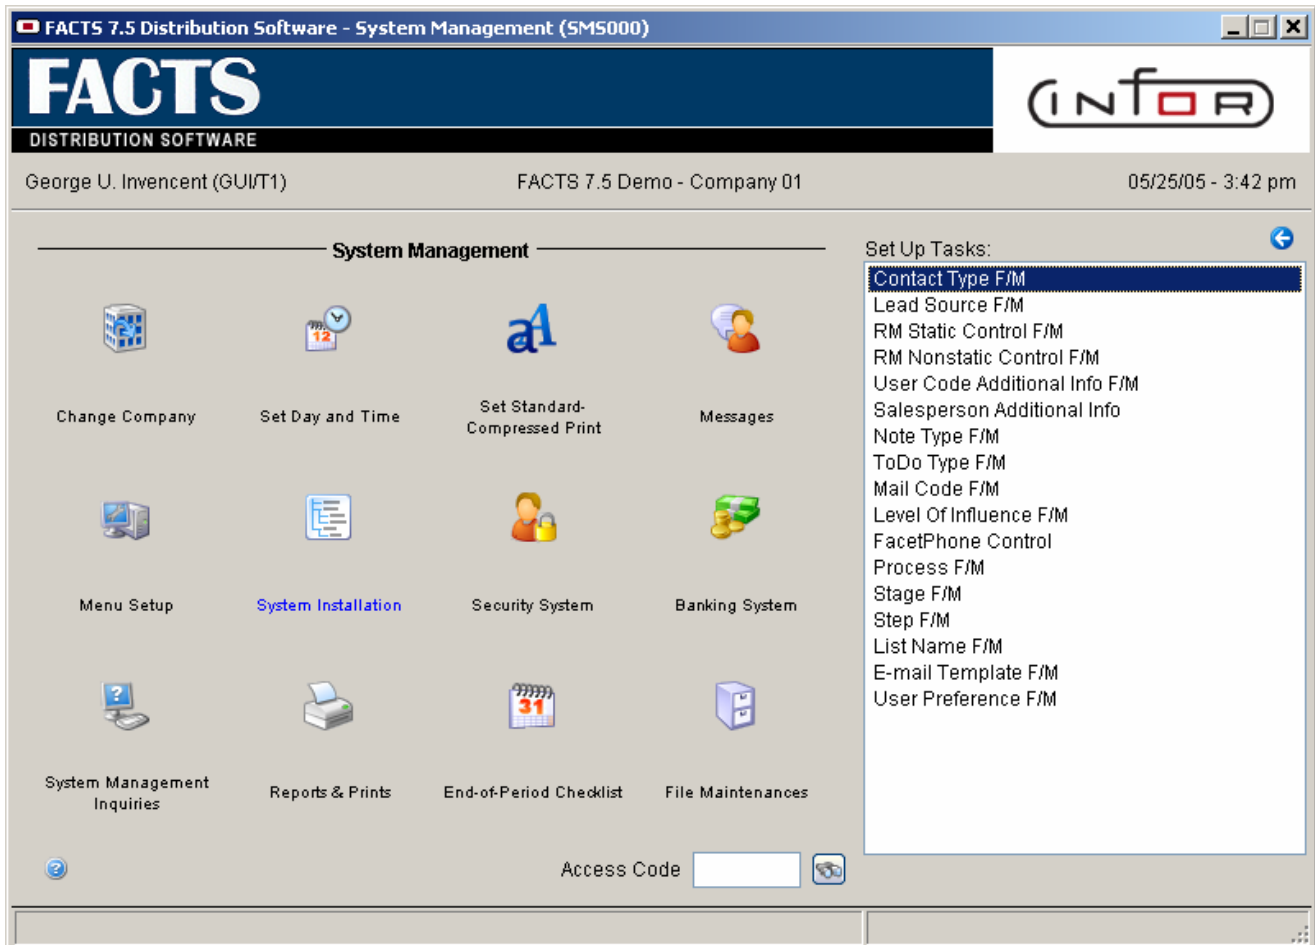 FACTS 7.5 Distribution Software - System Management (SMS000)
FACTS
DISTRIBUTION SOFTWARE
INFOR
George U. Invencent (GUI/T1)
FACTS 7.5 Demo - Company 01
05/25/05 - 3:42 pm
System Management
12
aA
Change Company
Set Day and Time
Set Standard-
Compressed Print
Messages
Menu Setup
System Installation
Security System
Banking System
31
System Management
Inquiries
Reports & Prints
End-of-Period Checklist
File Maintenances
Access Code
Set Up Tasks:
Contact Type F/M
Lead Source F/M
RM Static Control F/M
RM Nonstatic Control F/M
User Code Additional Info F/M
Salesperson Additional Info
Note Type F/M
ToDo Type F/M
Mail Code F/M
Level Of Influence F/M
FacetPhone Control
Process F/M
Stage F/M
Step F/M
List Name F/M
E-mail Template F/M
User Preference F/M